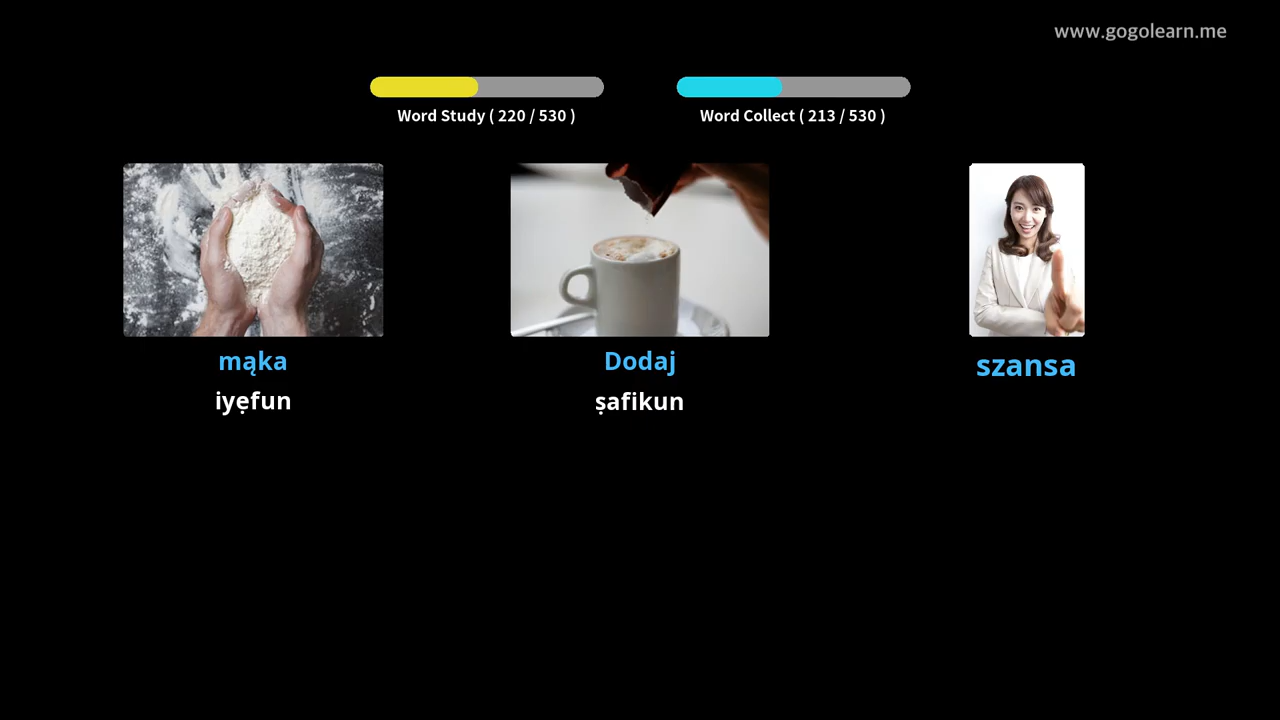 www.gogolearn.me
Word Study ( 220 / 530 )
Word Collect ( 213 / 530 )
mąka
Dodaj
szansa
iyẹfun
ṣafikun